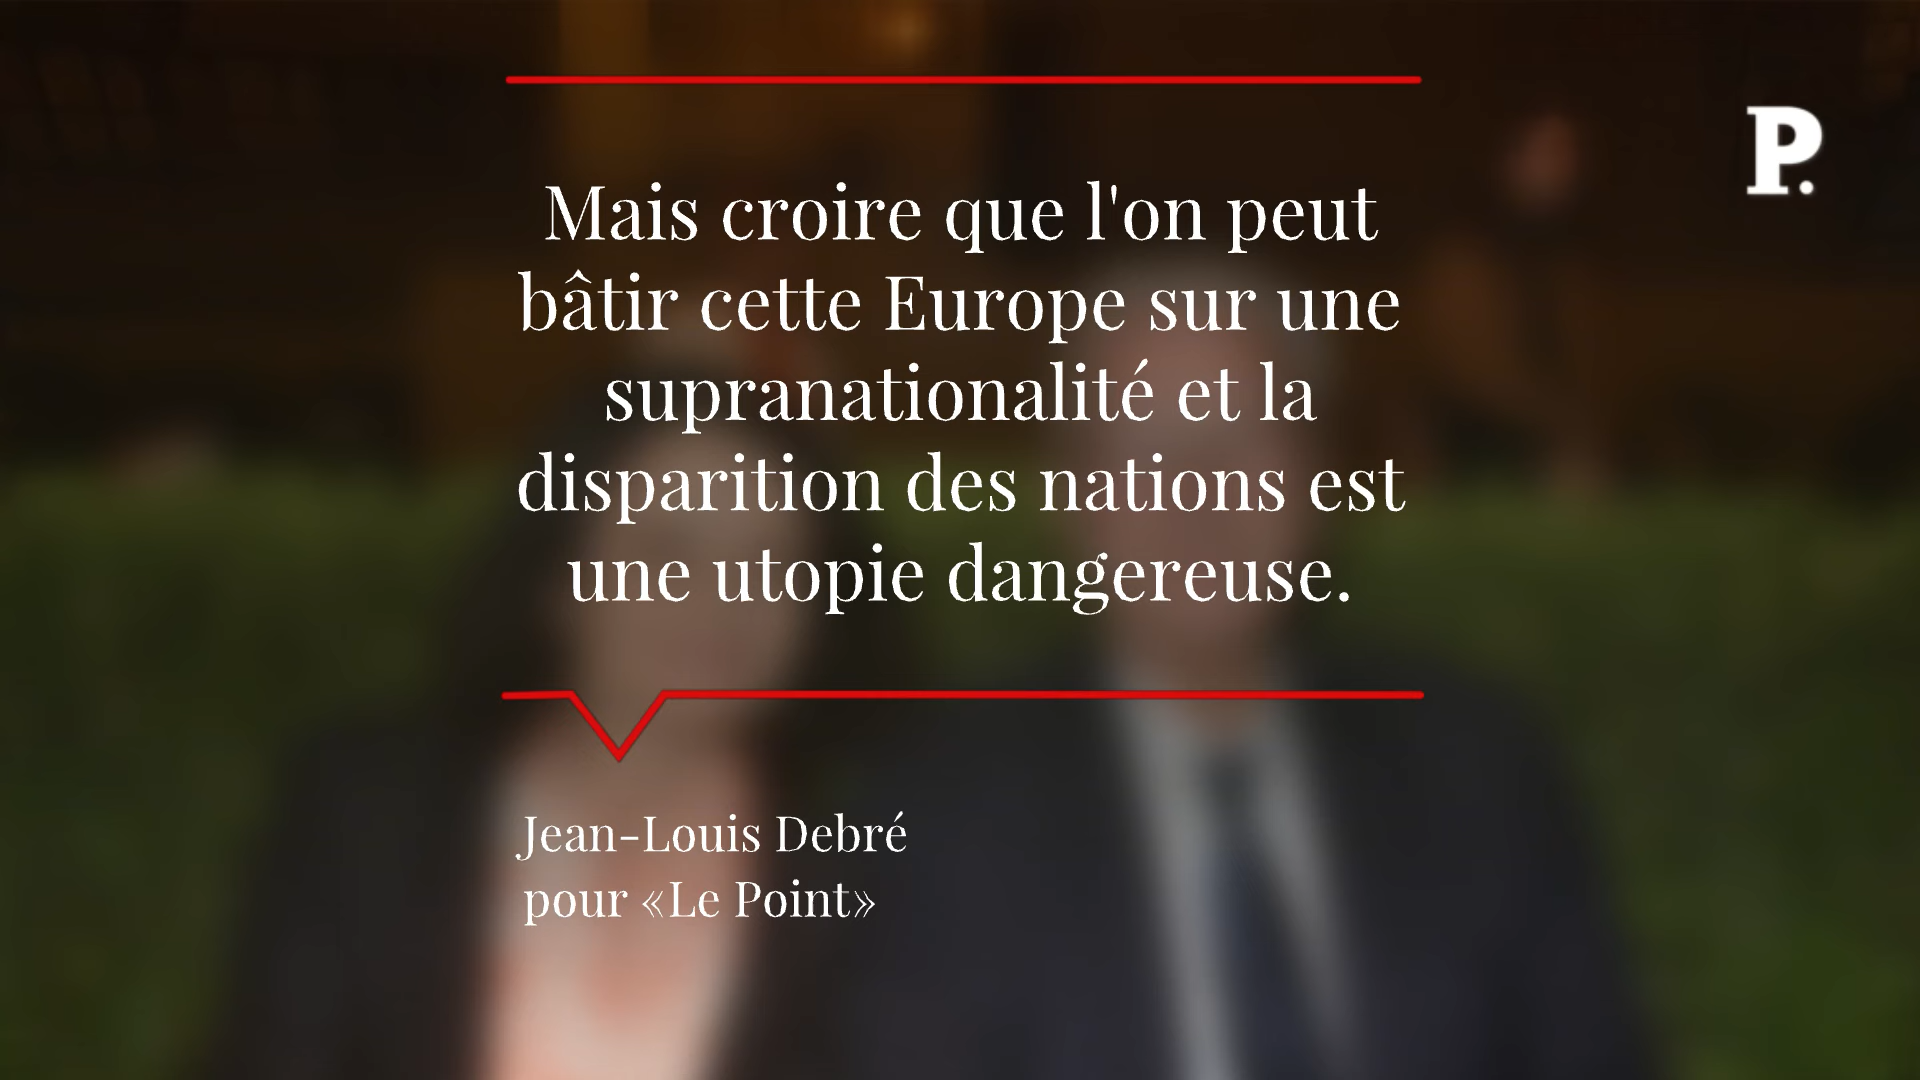 P.
Mais croire que l'on peut
bâtir cette Europe sur une
supranationalité et la
disparition des nations est
une utopie dangereuse.
Jean-Louis Debré
pour «Le Point»